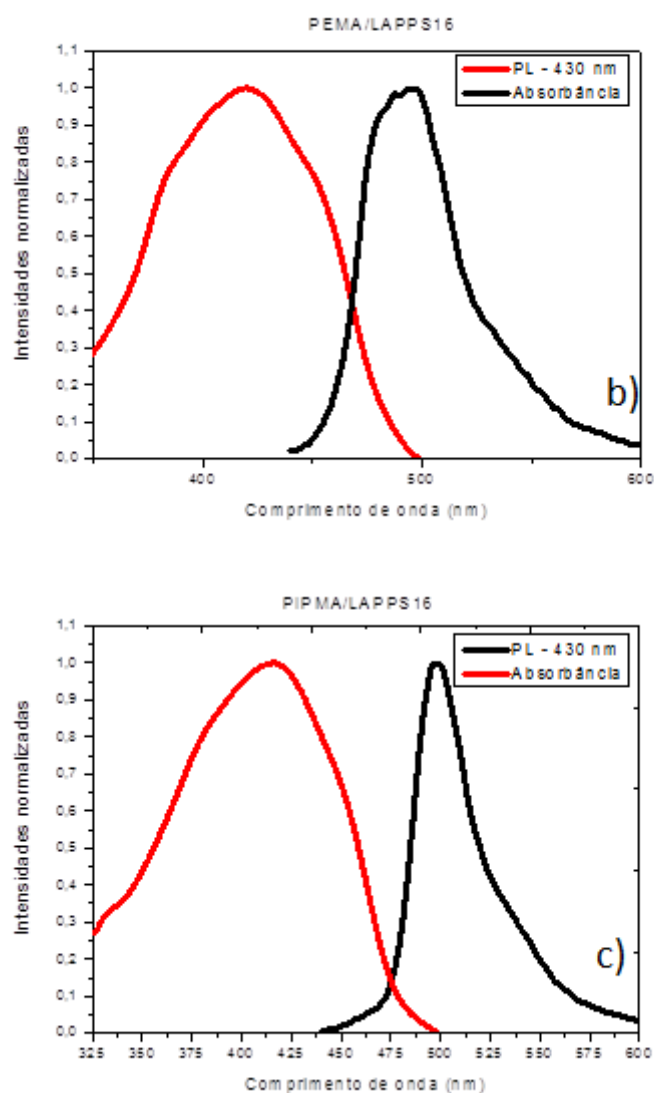 PEMA/LAPPS16
1,1
1,0
0,9
0,8
0,7
0,6
0,5
0,4
0,3
0,2
0,1
0,0
Intensidades normalizadas
PL - 430 nm
Absorbância
b)
400 500 600
Comprimento de onda (nm)
PIPMA/LAPPS16
1,1
1,0
0,9
0,8
0,7
0,6
0,5
0,4
0,3
0,2
0,1
0,0
Intensidades normalizadas
PL - 430 nm
Absorbância
c)
325 350 375 400 425 450 475 500 525 550 575 600
Comprimento de onda (nm)